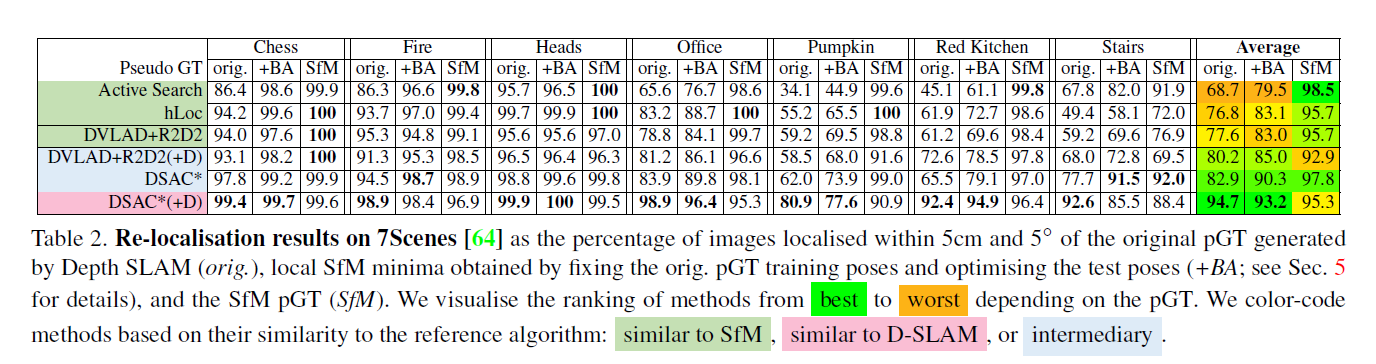 Chess Fire Heads Office Pumpkin Red Kitchen Stairs Average
Pseudo GT orig. +BA SfM orig. +BA SfM orig. +BA SfM orig. +BA SfM orig. +BA SfM orig. +BA SfM orig. +BA SfM orig. +BA SfM
Active Search 86.4 98.6 99.9 86.3 96.6 99.8 95.7 96.5 100 65.6 76.7 98.6 34.1 44.9 99.6 45.1 61.1 99.8 67.8 82.0 91.9 68.7 79.5 98.5
hLoc 94.2 99.6 100 93.7 97.0 99.4 99.7 99.9 100 83.2 88.7 100 55.2 65.5 100 61.9 72.7 98.6 49.4 58.1 72.0 76.8 83.1 95.7
DVLAD+R2D2 94.0 97.6 100 95.3 94.8 99.1 95.6 95.6 97.0 78.8 84.1 99.7 59.2 69.5 98.8 61.2 69.6 98.4 59.2 69.6 76.9 77.6 83.0 95.7
DVLAD+R2D2(+D) 93.1 98.2 100 91.3 95.3 98.5 96.5 96.4 96.3 81.2 86.1 96.6 58.5 68.0 91.6 72.6 78.5 97.8 68.0 72.8 69.5 80.2 85.0 92.9
DSAC* 97.8 99.2 99.9 94.5 98.7 98.9 98.8 99.6 99.8 83.9 89.8 98.1 62.0 73.9 99.0 65.5 79.1 97.0 77.7 91.5 92.0 82.9 90.3 97.8
DSAC*(+D) 99.4 99.7 99.6 98.9 98.4 96.9 99.9 100 99.5 98.9 96.4 95.3 80.9 77.6 90.9 92.4 94.9 96.4 92.6 85.5 88.4 94.7 93.2 95.3
Table 2. Re-localisation results on 7Scenes [64] as the percentage of images localised within 5cm and 5° of the original pGT generated
by Depth SLAM (orig.), local SfM minima obtained by fixing the orig. pGT training poses and optimising the test poses (+BA; see Sec. 5
for details), and the SfM pGT (SfM). We visualise the ranking of methods from best to worst depending on the pGT. We color-code
methods based on their similarity to the reference algorithm: similar to SfM , similar to D-SLAM , or intermediary .